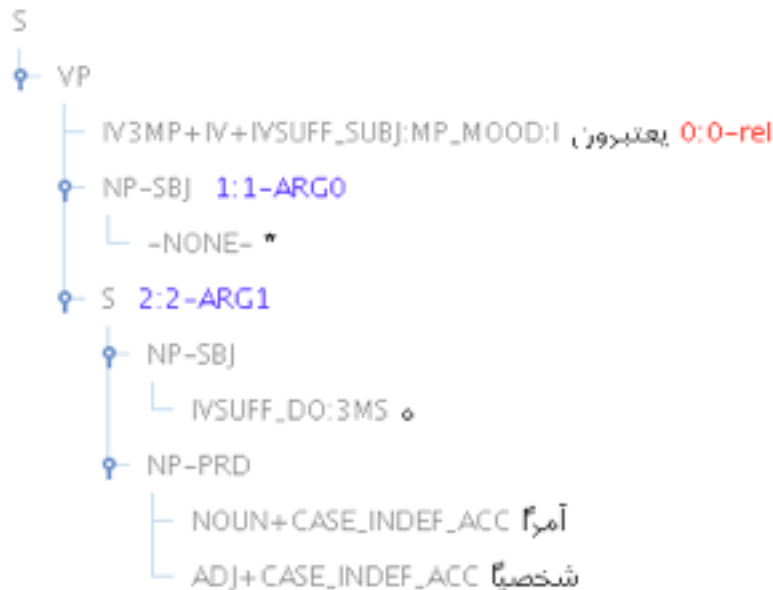 S
VP
IV3MP+IV+IVSUFF_SUBJ:MP_MOOD:I يعتبرون 0:0-rel
NP-SBJ 1:1-ARG0
-NONE- *
S 2:2-ARG1
NP-SBJ
IVSUFF_DO:3MS ه
NP-PRD
NOUN+CASE_INDEF_ACC آمراً
ADJ+CASE_INDEF_ACC شخصياً